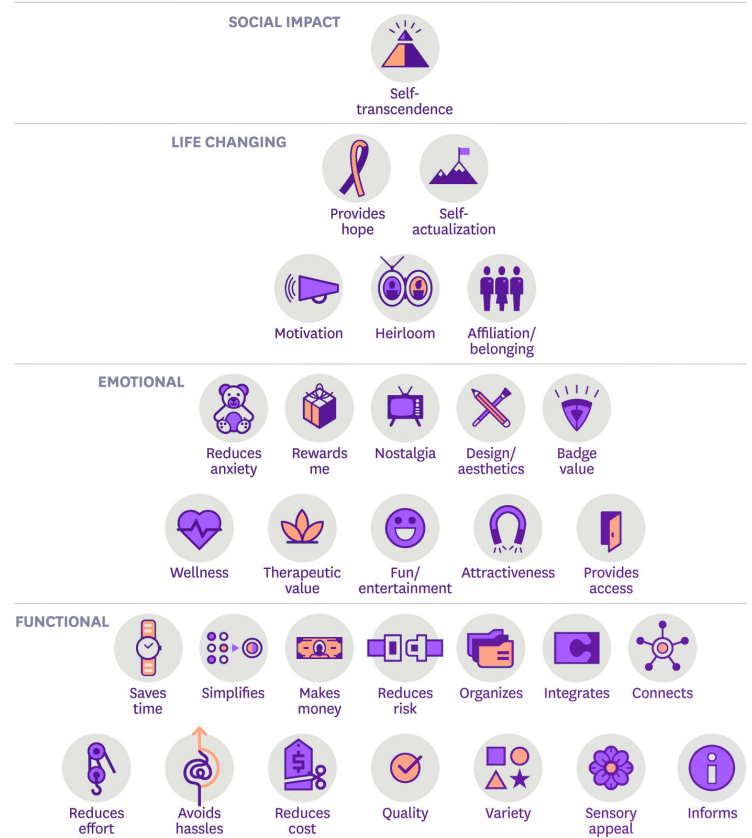 SOCIAL IMPACT
Self-
transcendence
LIFE CHANGING
Provides
hope
Self-
actualization
Motivation
Heirloom
Affiliation/
belonging
EMOTIONAL
Reduces
anxiety
Rewards
me
Nostalgia
Design/
aesthetics
Badge
value
Wellness
Therapeutic
value
Fun/
entertainment
Attractiveness
Provides
access
FUNCTIONAL
Saves
time
Simplifies
Makes
money
Reduces
risk
Organizes
Integrates
Connects
Reduces
effort
Avoids
hassles
$
Reduces
cost
Quality
Variety
Sensory
appeal
i
Informs